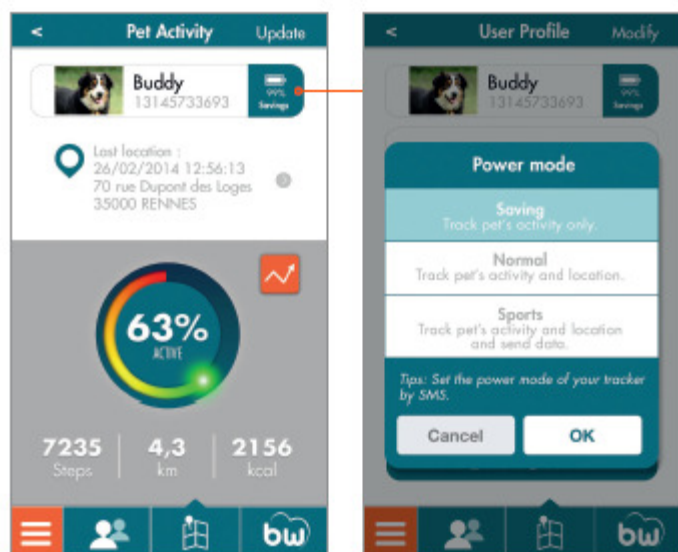 < Pet Activity Update
Buddy
13145733693
99%
Savings
Last location :
26/02/2014 12:56:13
70 rue Dupont des Loges
35000 RENNES
63%
ACTIVE
7235 4,3 2156
Steps km kcal
bw
< User Profile Modify
Buddy
13145733693
99%
Savings
Power mode
Saving
Track pet's activity only.
Normal
Track pet's activity and location.
Sports
Track pet's activity and location
and send data.
Tips: Set the power mode of your tracker
by SMS.
Cancel OK
bw